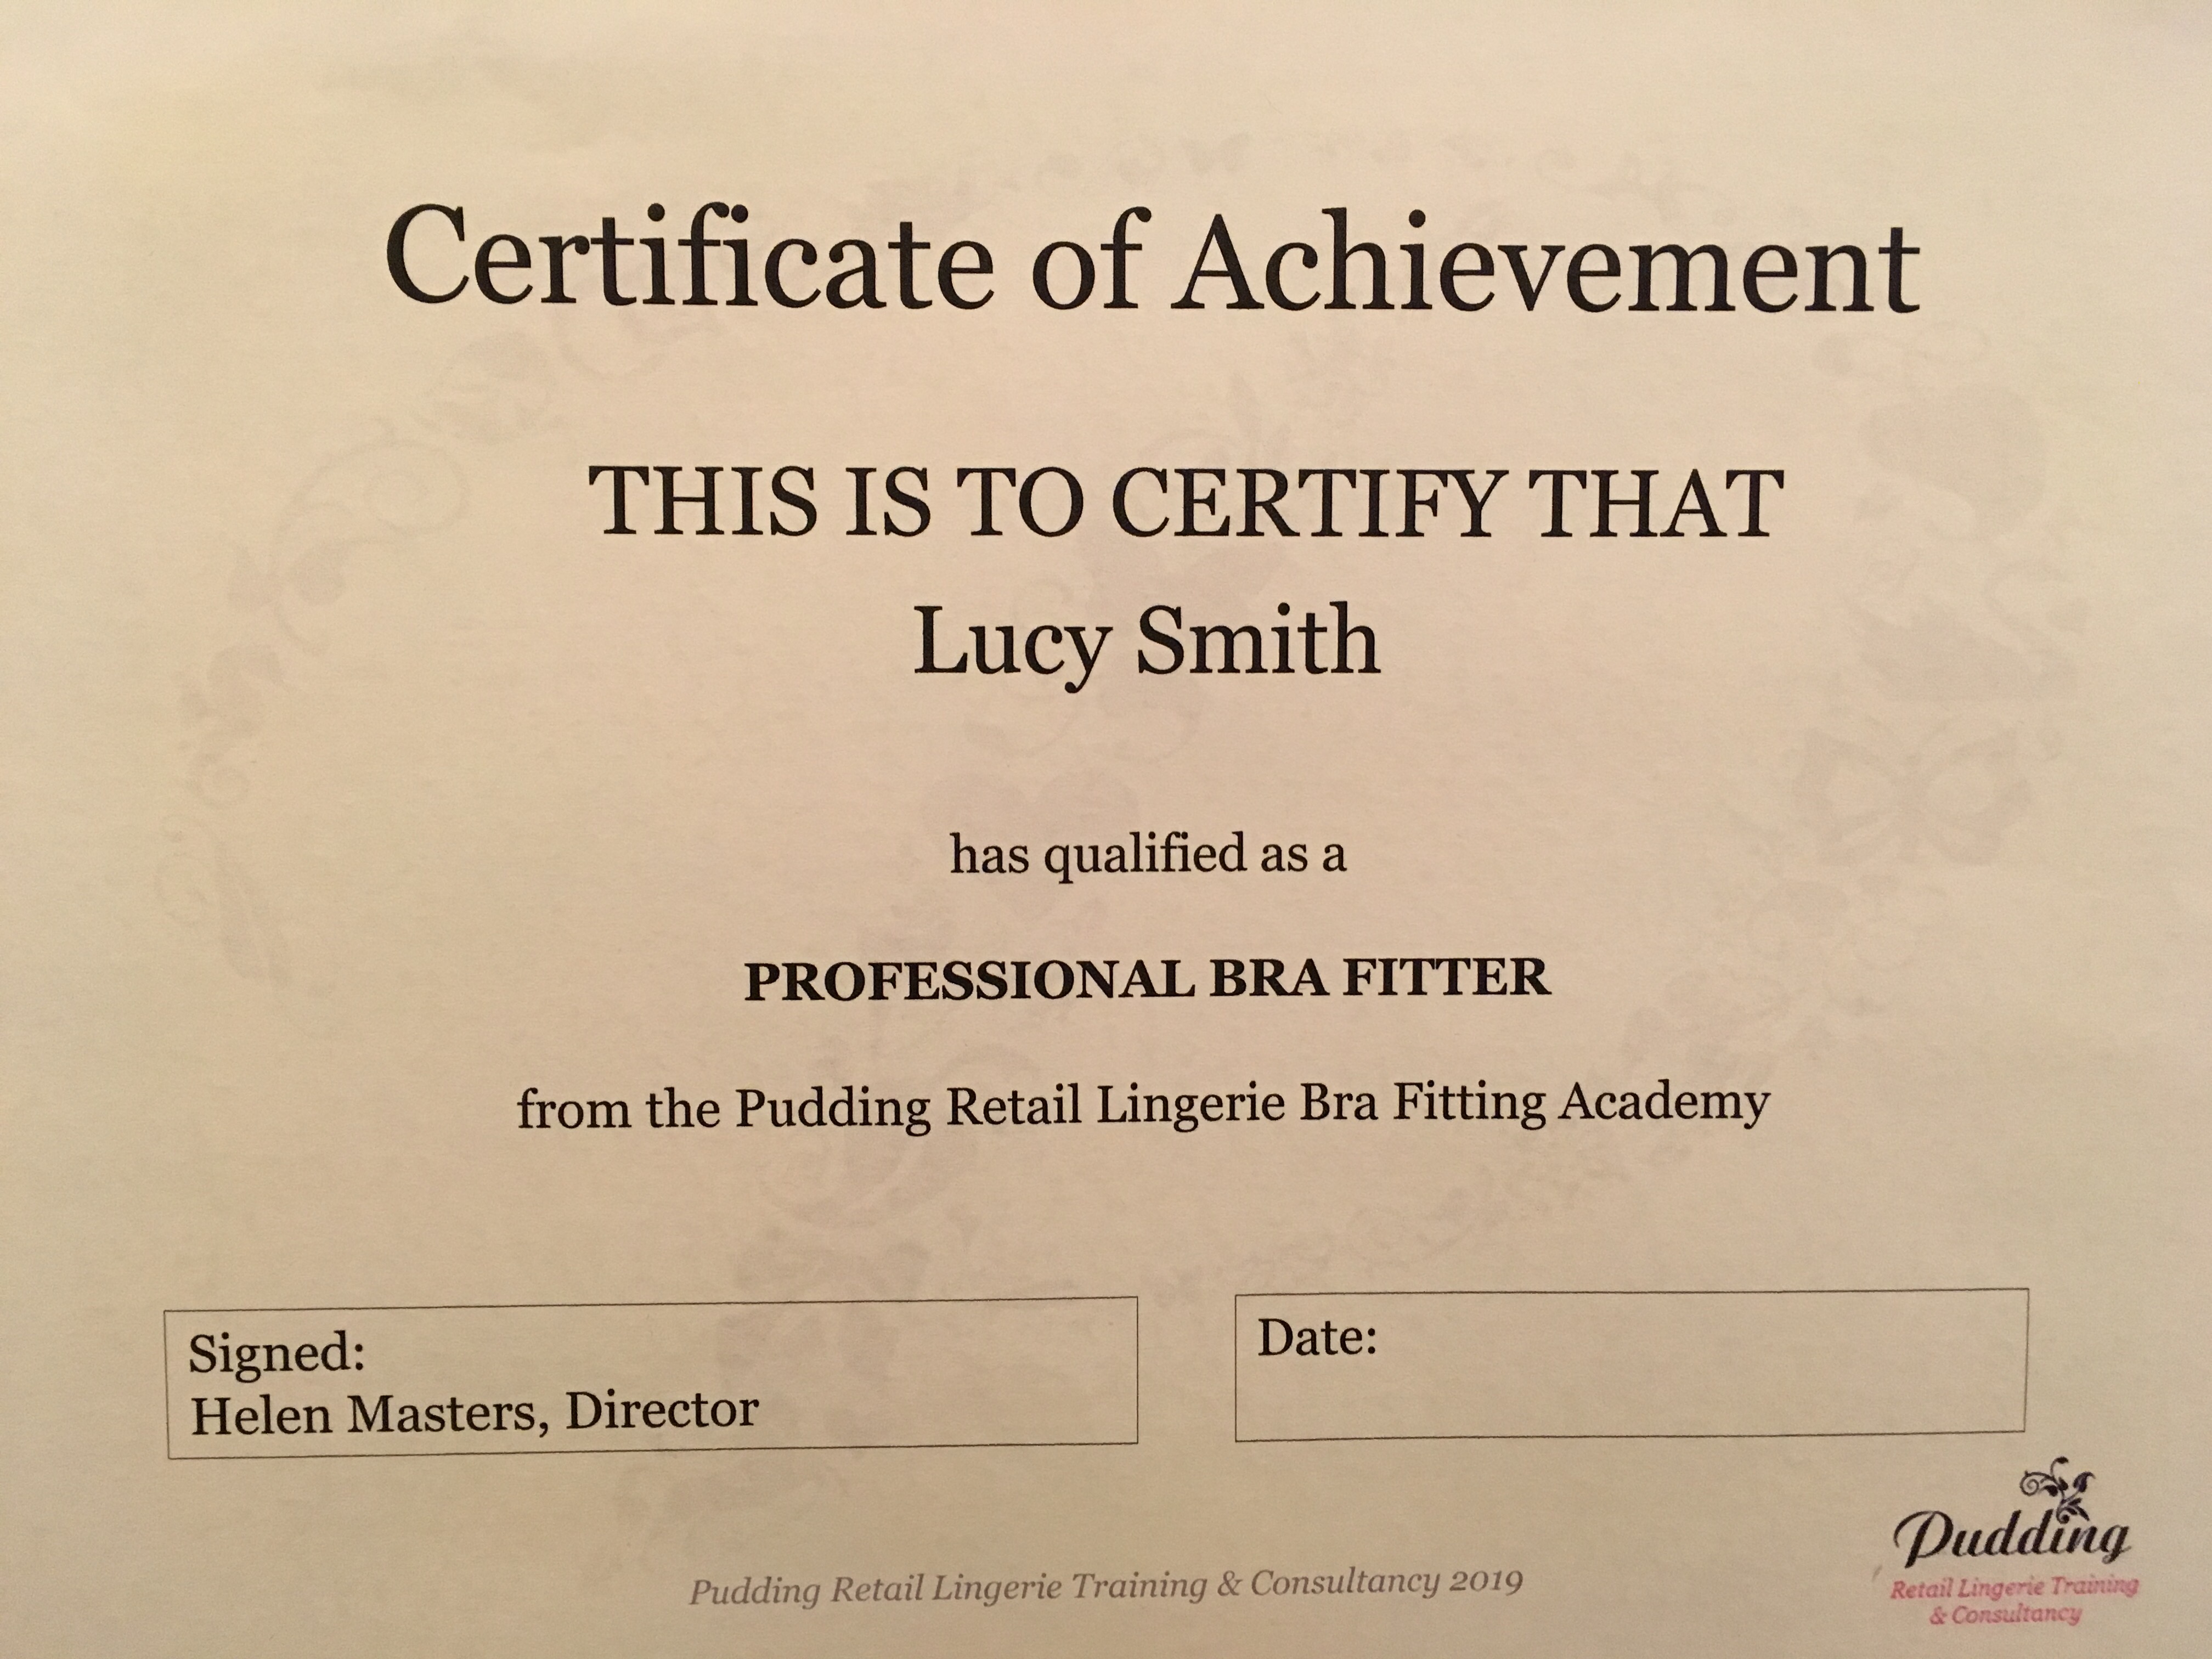 Certificate of Achievement
THIS IS TO CERTIFY THAT
Lucy Smith
has qualified as a
PROFESSIONAL BRA FITTER
from the Pudding Retail Lingerie Bra Fitting Academy
Signed:
Helen Masters, Director
Date:
Pudding Retail Lingerie Training & Consultancy 2019
Pudding
Retail Lingerie Training
& Consultancy